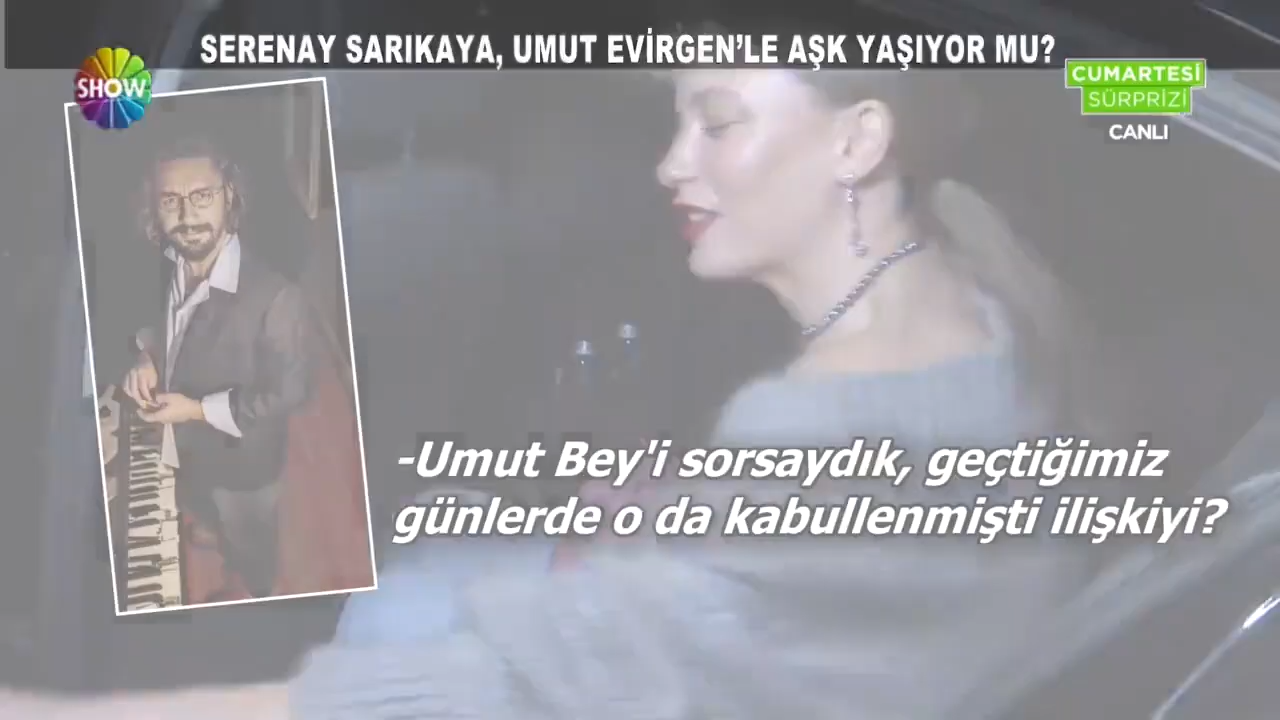 SERENAY SARIKAYA, UMUT EVİRGEN'LE AŞK YAŞIYOR MU?
SHOW
CUMARTESİ
SÜRPRİZİ
CANLI
-Umut Bey'i sorsaydık, geçtiğimiz
günlerde o da kabullenmişti ilişkiyi?